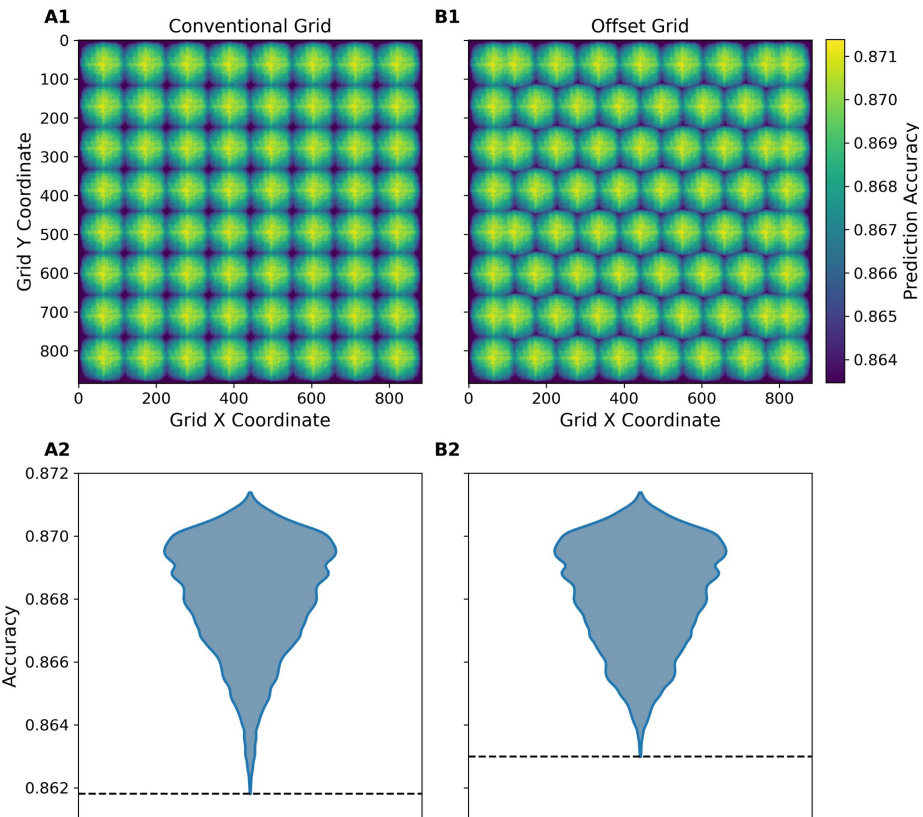 A1
Conventional Grid
B1
Offset Grid
0
100
200
300
400
500
600
700
800
Grid Y Coordinate
0 200 400 600 800
Grid X Coordinate
0 200 400 600 800
Grid X Coordinate
0.871
0.870
0.869
0.868
0.867
0.866
0.865
0.864
Prediction Accuracy
A2
B2
0.872
0.870
0.868
0.866
0.864
0.862
Accuracy